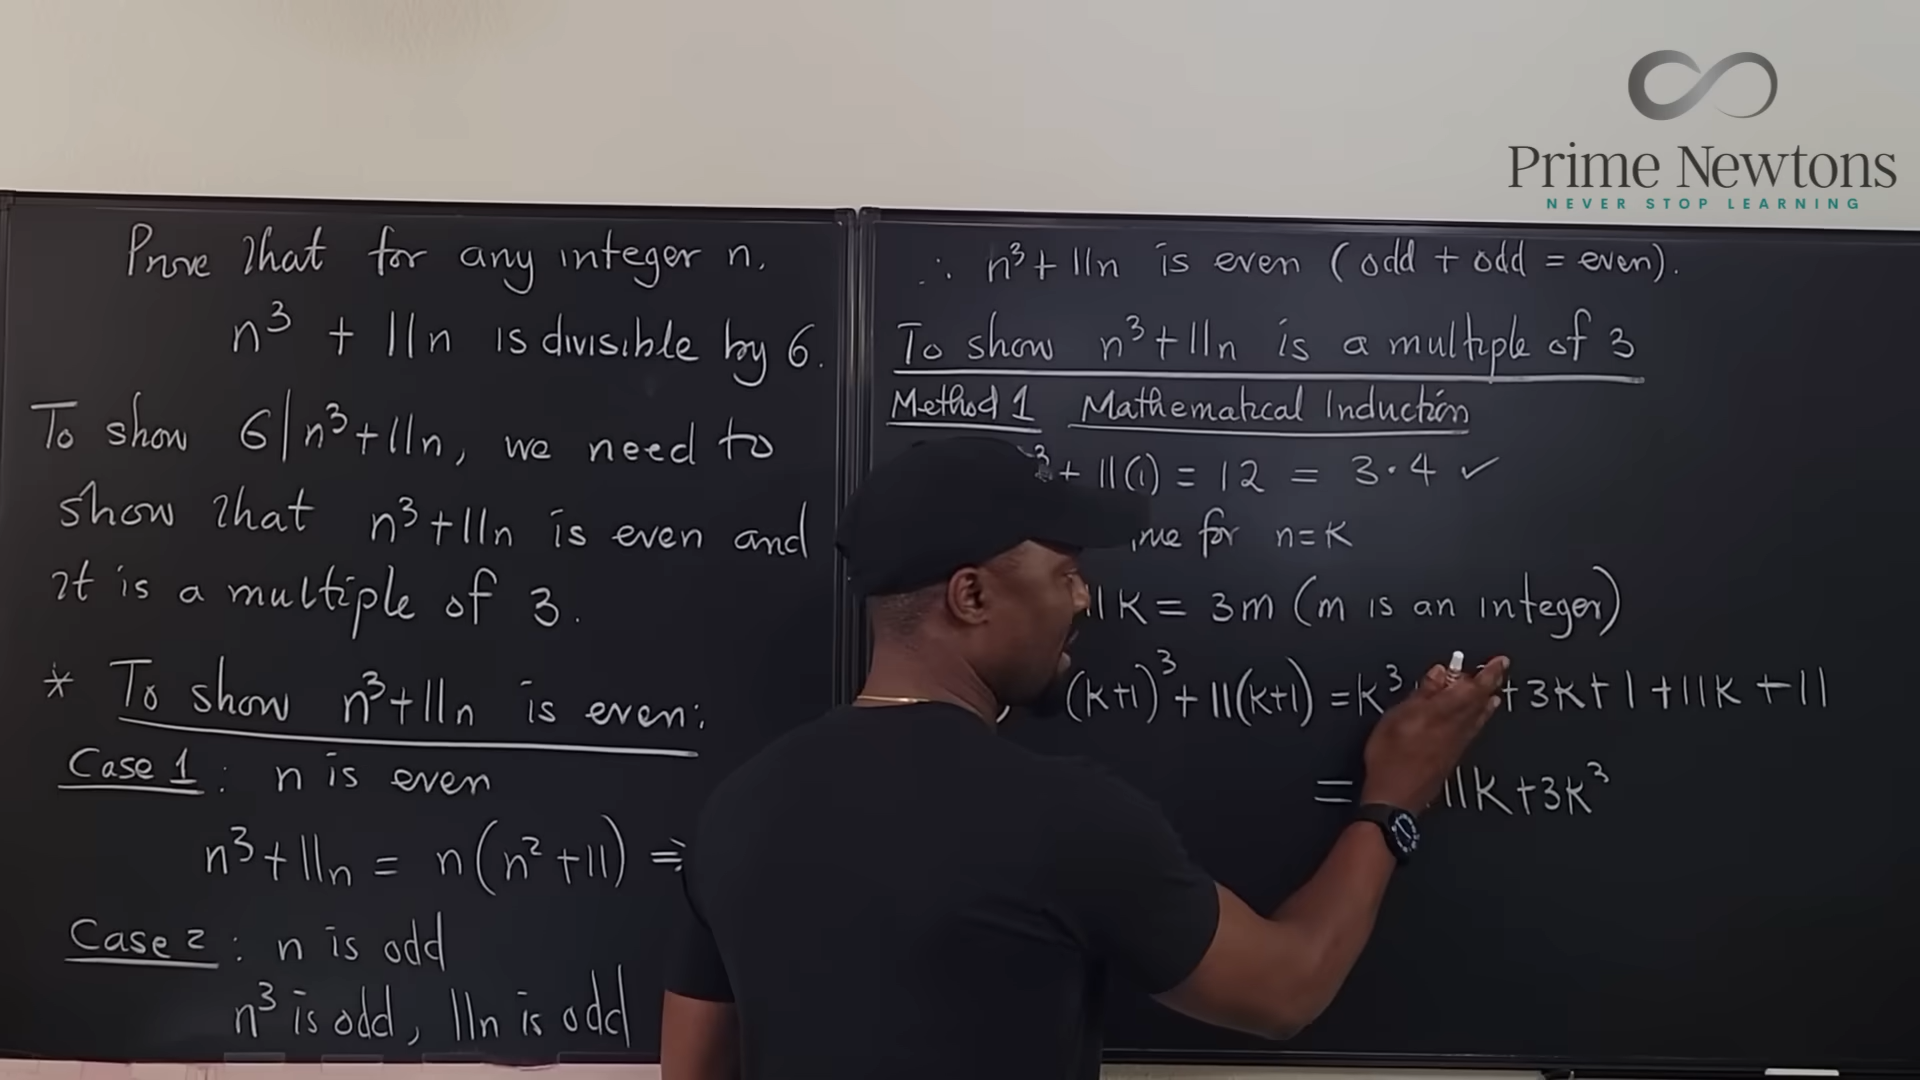 Prime Newtons
NEVER STOP LEARNING
Prove that for any integer n,
n³ + 11n is divisible by 6.
To show 6|n³+11n, we need to
show that n³+11n is even and
it is a multiple of 3.
* To show n³+11n is even:
Case 1: n is even
n³+11n = n(n²+11) ⇒
Case 2: n is odd
n³ is odd, 11n is odd
∴ n³+11n is even (odd + odd = even).
To show n³+11n is a multiple of 3
Method 1 Mathematical Induction
³+ 11(1) = 12 = 3·4 ✓
for n=k
k = 3m (m is an integer)
(k+1)³+11(k+1) = k³ +3k+1+11k+11
= 11k+3k³